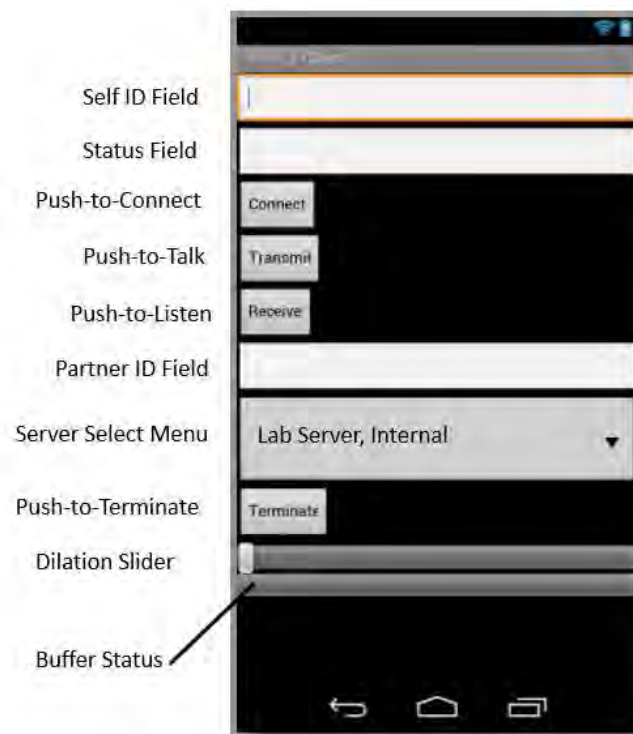 Self ID Field
Status Field
Push-to-Connect Connect
Push-to-Talk Transmit
Push-to-Listen Receive
Partner ID Field
Server Select Menu Lab Server, Internal
Push-to-Terminate Terminate
Dilation Slider
Buffer Status